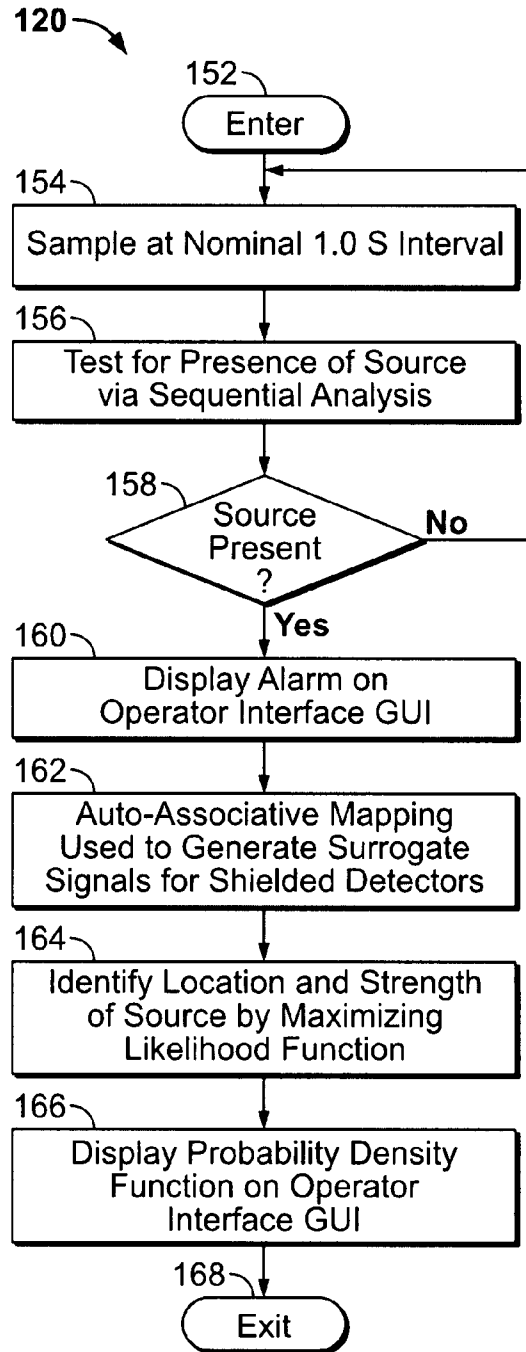 120
152
Enter
154
Sample at Nominal 1.0 S Interval
156
Test for Presence of Source
via Sequential Analysis
158
Source
Present
?
No
Yes
160
Display Alarm on
Operator Interface GUI
162
Auto-Associative Mapping
Used to Generate Surrogate
Signals for Shielded Detectors
164
Identify Location and Strength
of Source by Maximizing
Likelihood Function
166
Display Probability Density
Function on Operator
Interface GUI
168
Exit